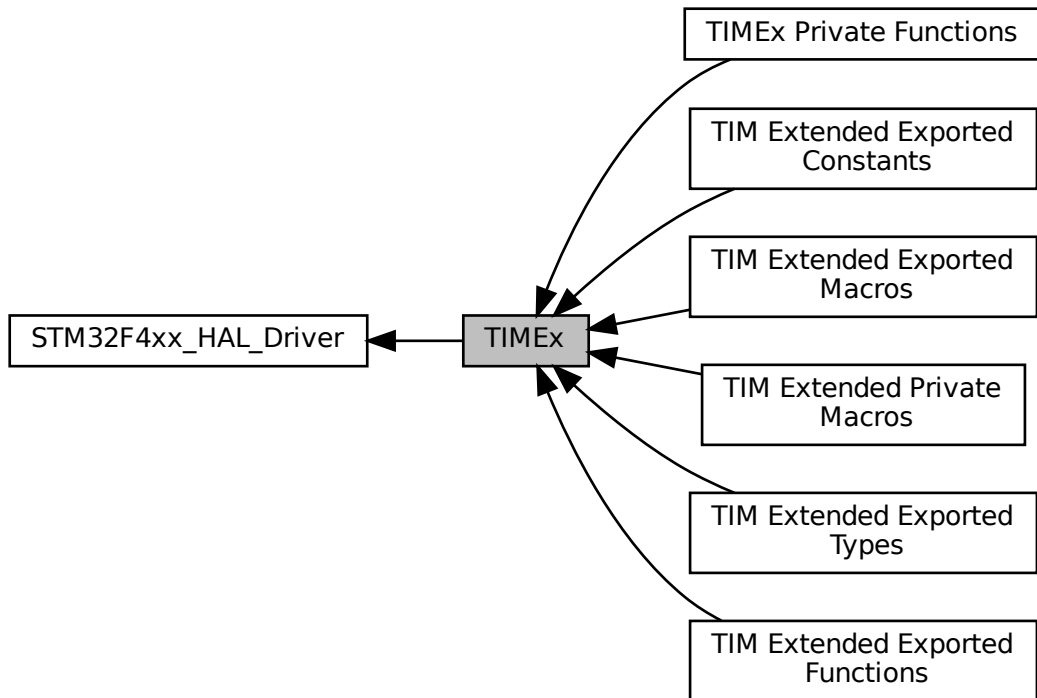 TIMEx Private Functions
TIM Extended Exported
Constants
TIM Extended Exported
Macros
STM32F4xx_HAL_Driver
TIMEx
TIM Extended Private
Macros
TIM Extended Exported
Types
TIM Extended Exported
Functions